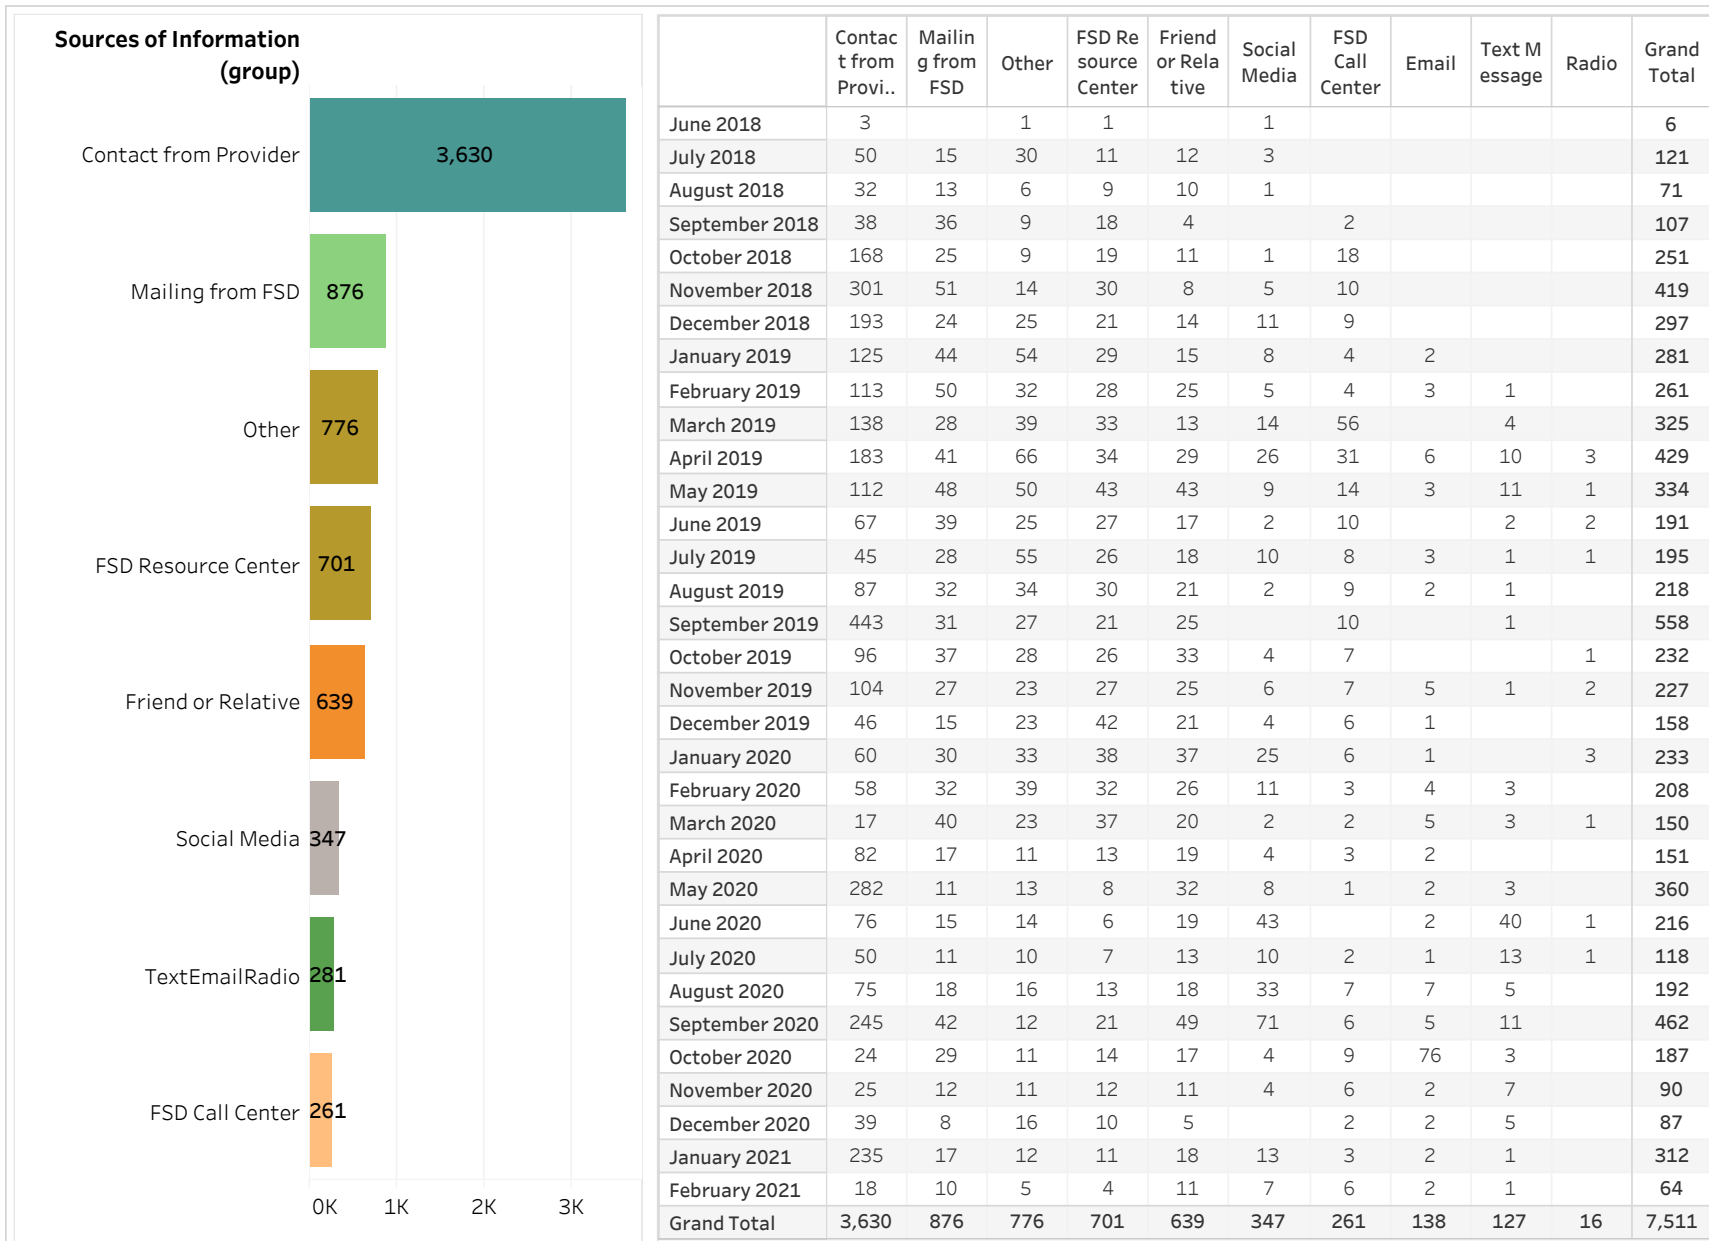 Sources of Information
(group)
Contact from Provider
3,630
Mailing from FSD
876
Other
776
FSD Resource Center
701
Friend or Relative
639
Social Media
347
TextEmailRadio
281
FSD Call Center
261
0K 1K 2K 3K
Contac
t from
Provi..
Mailin
g from
FSD
Other
FSD Re
source
Center
Friend
or Rela
tive
Social
Media
FSD
Call
Center
Email
Text M
essage
Radio
Grand
Total
June 2018 3 1 1 1 6
July 2018 50 15 30 11 12 3 121
August 2018 32 13 6 9 10 1 71
September 2018 38 36 9 18 4 2 107
October 2018 168 25 9 19 11 1 18 251
November 2018 301 51 14 30 8 5 10 419
December 2018 193 24 25 21 14 11 9 297
January 2019 125 44 54 29 15 8 4 2 281
February 2019 113 50 32 28 25 5 4 3 1 261
March 2019 138 28 39 33 13 14 56 4 325
April 2019 183 41 66 34 29 26 31 6 10 3 429
May 2019 112 48 50 43 43 9 14 3 11 1 334
June 2019 67 39 25 27 17 2 10 2 2 191
July 2019 45 28 55 26 18 10 8 3 1 1 195
August 2019 87 32 34 30 21 2 9 2 1 218
September 2019 443 31 27 21 25 10 1 558
October 2019 96 37 28 26 33 4 7 1 232
November 2019 104 27 23 27 25 6 7 5 1 2 227
December 2019 46 15 23 42 21 4 6 1 158
January 2020 60 30 33 38 37 25 6 1 3 233
February 2020 58 32 39 32 26 11 3 4 3 208
March 2020 17 40 23 37 20 2 2 5 3 1 150
April 2020 82 17 11 13 19 4 3 2 151
May 2020 282 11 13 8 32 8 1 2 3 360
June 2020 76 15 14 6 19 43 2 40 1 216
July 2020 50 11 10 7 13 10 2 1 13 1 118
August 2020 75 18 16 13 18 33 7 7 5 192
September 2020 245 42 12 21 49 71 6 5 11 462
October 2020 24 29 11 14 17 4 9 76 3 187
November 2020 25 12 11 12 11 4 6 2 7 90
December 2020 39 8 16 10 5 2 2 5 87
January 2021 235 17 12 11 18 13 3 2 1 312
February 2021 18 10 5 4 11 7 6 2 1 64
Grand Total 3,630 876 776 701 639 347 261 138 127 16 7,511